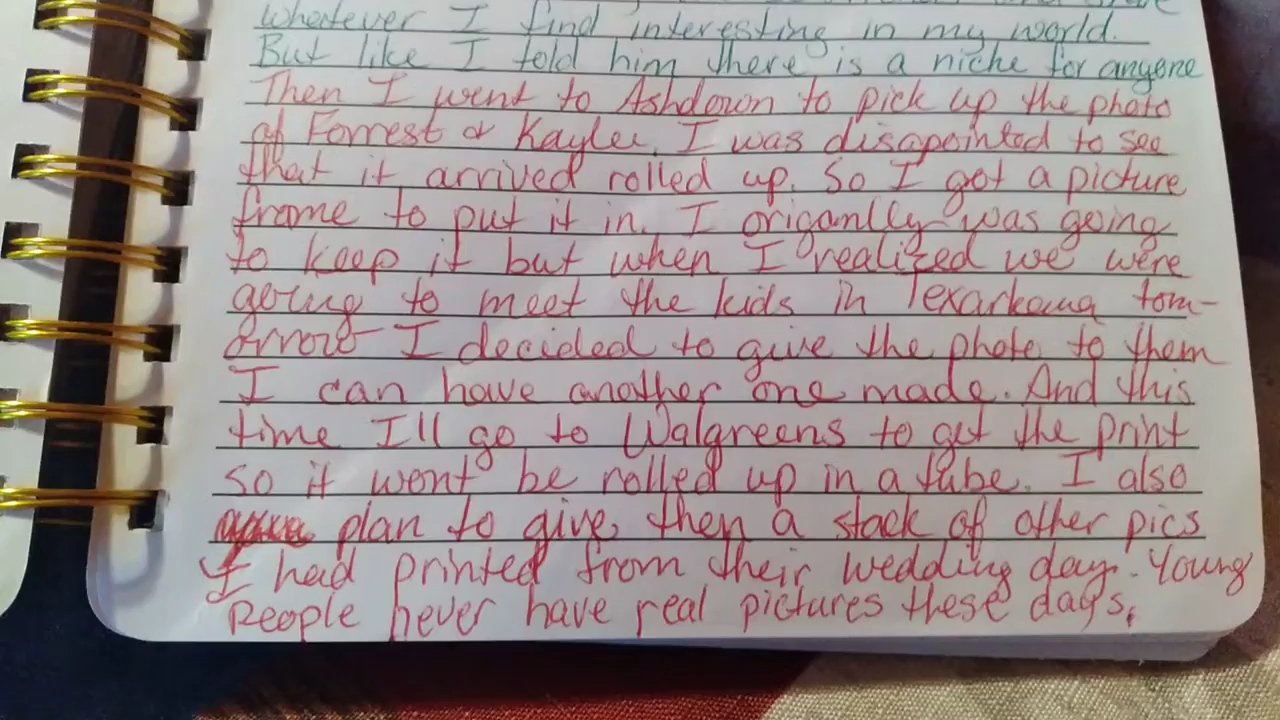 whatever I find interesting in my world.
But like I told him there is a niche for anyone
Then I went to Ashdown to pick up the photo
of Forrest & Kaylee. I was disapointed to see
that it arrived rolled up. So I got a picture
frame to put it in. I origanlly was going
to keep it but when I realized we were
going to meet the kids in Texarkana tom-
orrow I decided to give the photo to them
I can have another one made. And this
time I'll go to Walgreens to get the print
so it wont be rolled up in a tube. I also
plan to give then a stack of other pics
I had printed from their wedding day. Young
People never have real pictures these days.